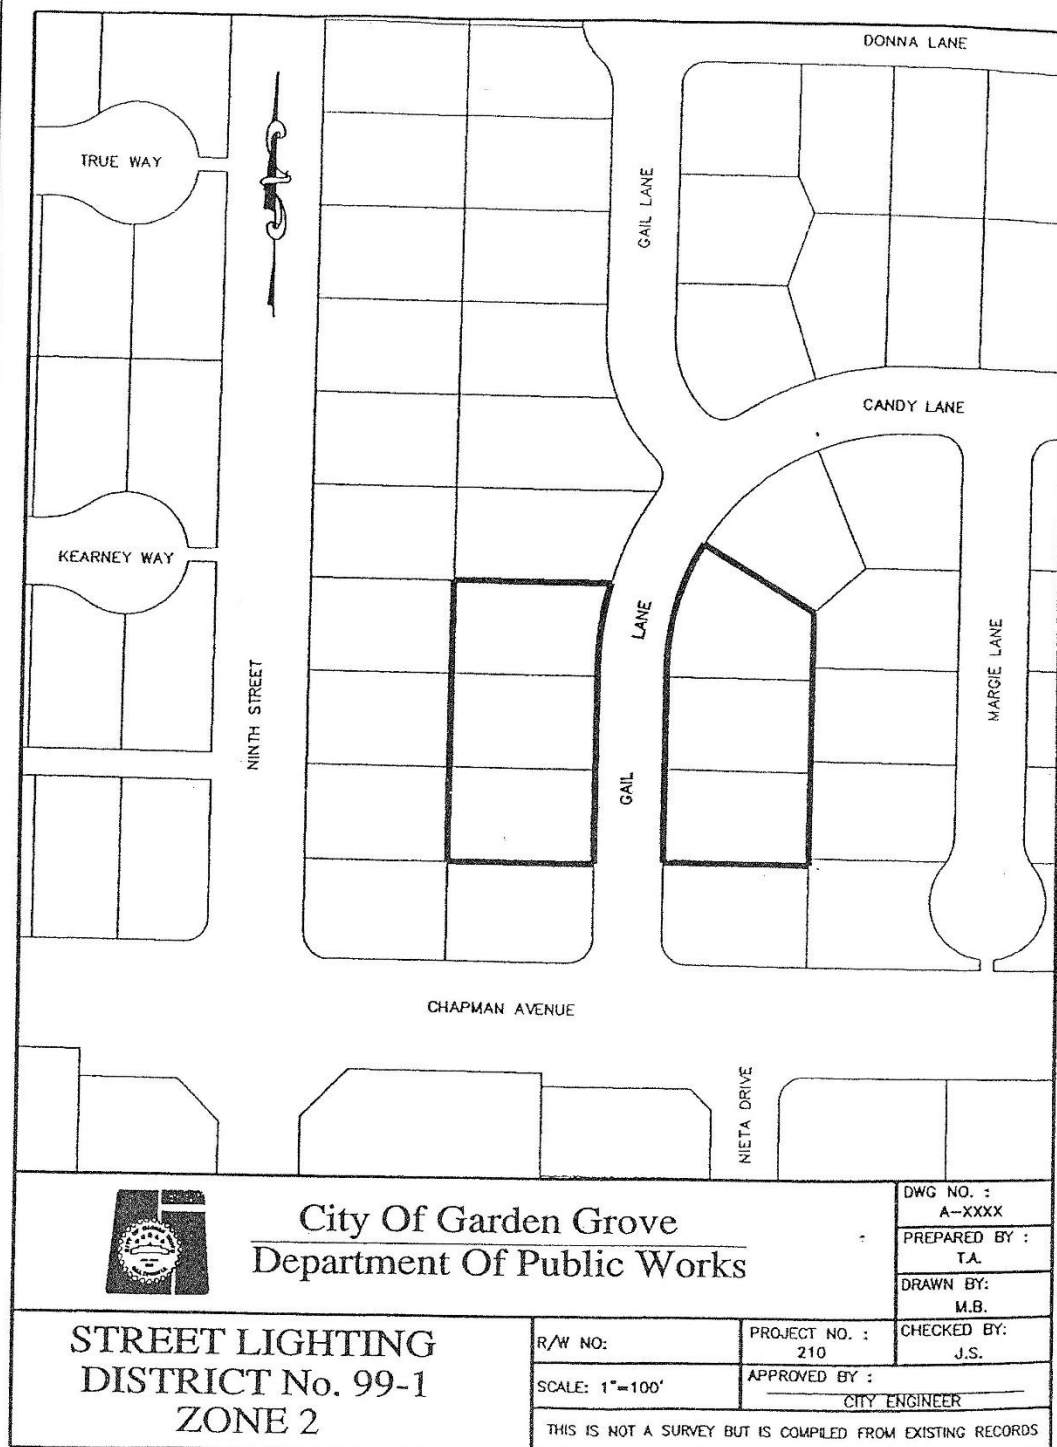 DONNA LANE
TRUE WAY
GAIL LANE
CANDY LANE
KEARNEY WAY
LANE
MARGIE LANE
NINTH STREET
GAIL
CHAPMAN AVENUE
NIETA DRIVE
City Of Garden Grove
Department Of Public Works
DWG NO. :
A-XXXX
PREPARED BY :
T.A.
DRAWN BY:
M.B.
CHECKED BY:
J.S.
STREET LIGHTING
DISTRICT No. 99-1
ZONE 2
R/W NO:
PROJECT NO. :
210
SCALE: 1"=100'
APPROVED BY :
CITY ENGINEER
THIS IS NOT A SURVEY BUT IS COMPILED FROM EXISTING RECORDS